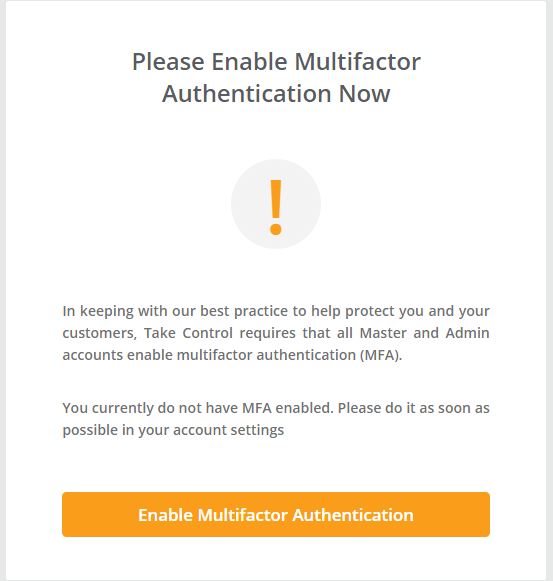 Please Enable Multifactor
Authentication Now
!
In keeping with our best practice to help protect you and your
customers, Take Control requires that all Master and Admin
accounts enable multifactor authentication (MFA).
You currently do not have MFA enabled. Please do it as soon as
possible in your account settings
Enable Multifactor Authentication